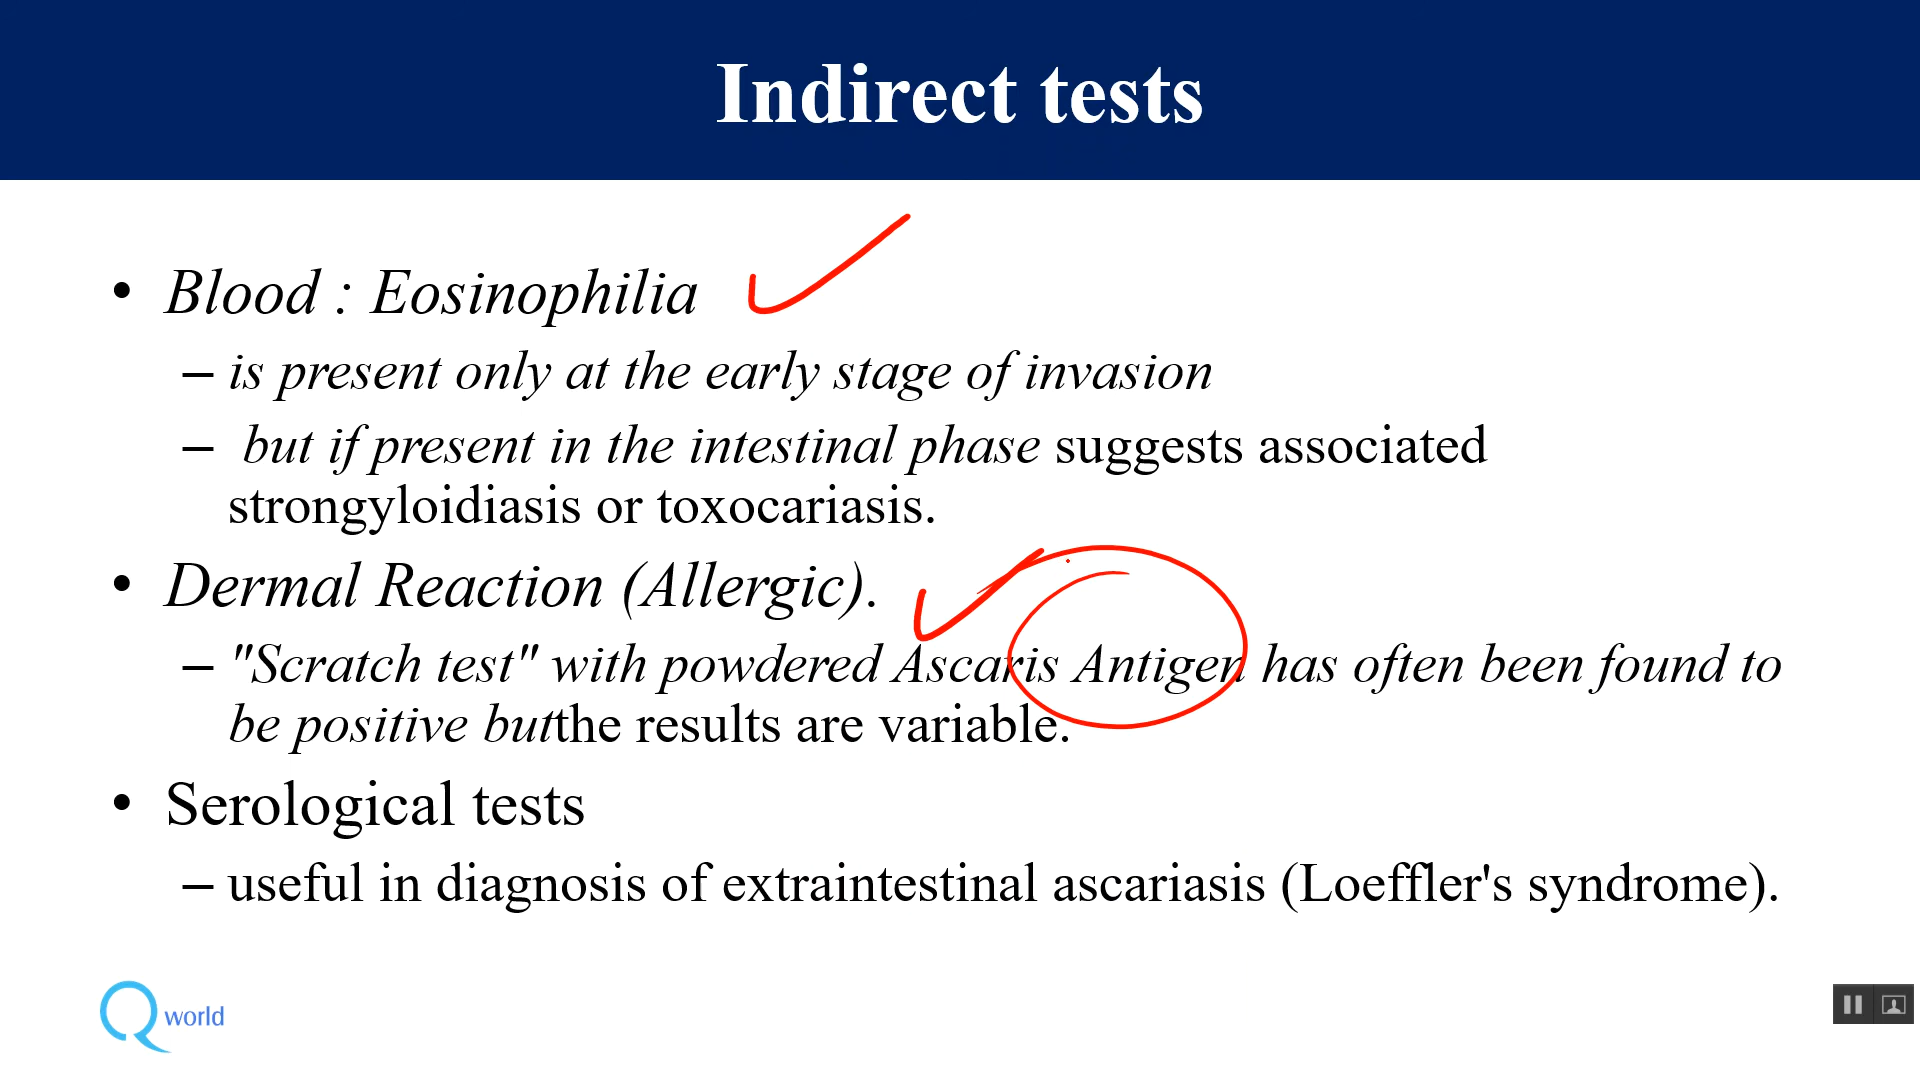 Indirect tests
• Blood : Eosinophilia
– is present only at the early stage of invasion
– but if present in the intestinal phase suggests associated
strongyloidiasis or toxocariasis.
• Dermal Reaction (Allergic).
– "Scratch test" with powdered Ascaris Antigen has often been found to
be positive butthe results are variable.
• Serological tests
– useful in diagnosis of extraintestinal ascariasis (Loeffler's syndrome).
Q world